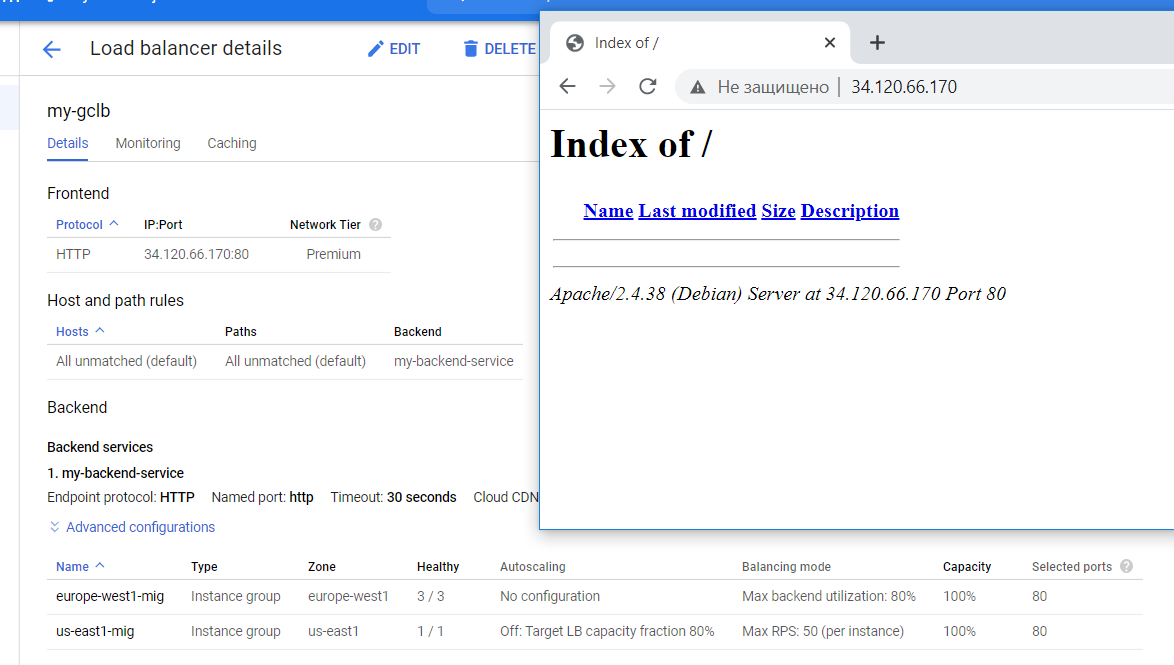 Load balancer details
EDIT
DELETE
my-gclb
Details Monitoring Caching
Frontend
Protocol IP:Port Network Tier ?
HTTP 34.120.66.170:80 Premium
Host and path rules
Hosts Paths Backend
All unmatched (default) All unmatched (default) my-backend-service
Backend
Backend services
1. my-backend-service
Endpoint protocol: HTTP Named port: http Timeout: 30 seconds Cloud CDN
Advanced configurations
Name Type Zone Healthy Autoscaling Balancing mode Capacity Selected ports ?
europe-west1-mig Instance group europe-west1 3 / 3 No configuration Max backend utilization: 80% 100% 80
us-east1-mig Instance group us-east1 1 / 1 Off: Target LB capacity fraction 80% Max RPS: 50 (per instance) 100% 80
Index of /
Не защищено 34.120.66.170
Index of /
Name Last modified Size Description
Apache/2.4.38 (Debian) Server at 34.120.66.170 Port 80